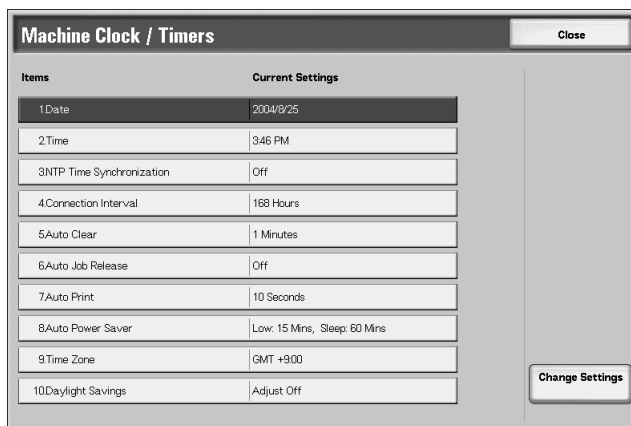 Machine Clock / Timers
Close
Items Current Settings
1.Date 2004/8/25
2.Time 3:46 PM
3.NTP Time Synchronization Off
4.Connection Interval 168 Hours
5.Auto Clear 1 Minutes
6.Auto Job Release Off
7.Auto Print 10 Seconds
8.Auto Power Saver Low: 15 Mins, Sleep: 60 Mins
9.Time Zone GMT +9:00
10.Daylight Savings Adjust Off
Change Settings